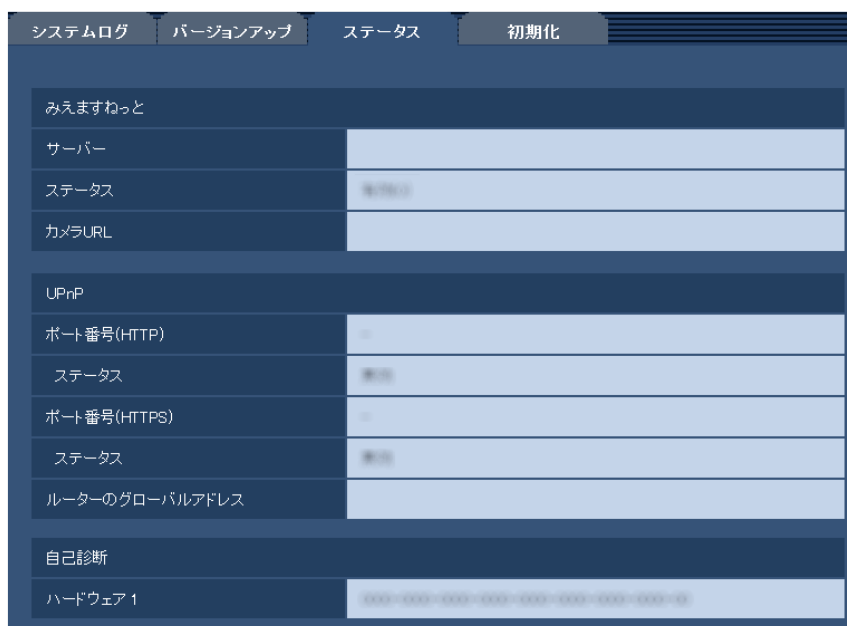 システムログ バージョンアップ ステータス 初期化
みえますねっと
サーバー
ステータス
カメラURL
UPnP
ポート番号(HTTP)
ステータス
ポート番号(HTTPS)
ステータス
ルーターのグローバルアドレス
自己診断
ハードウェア1